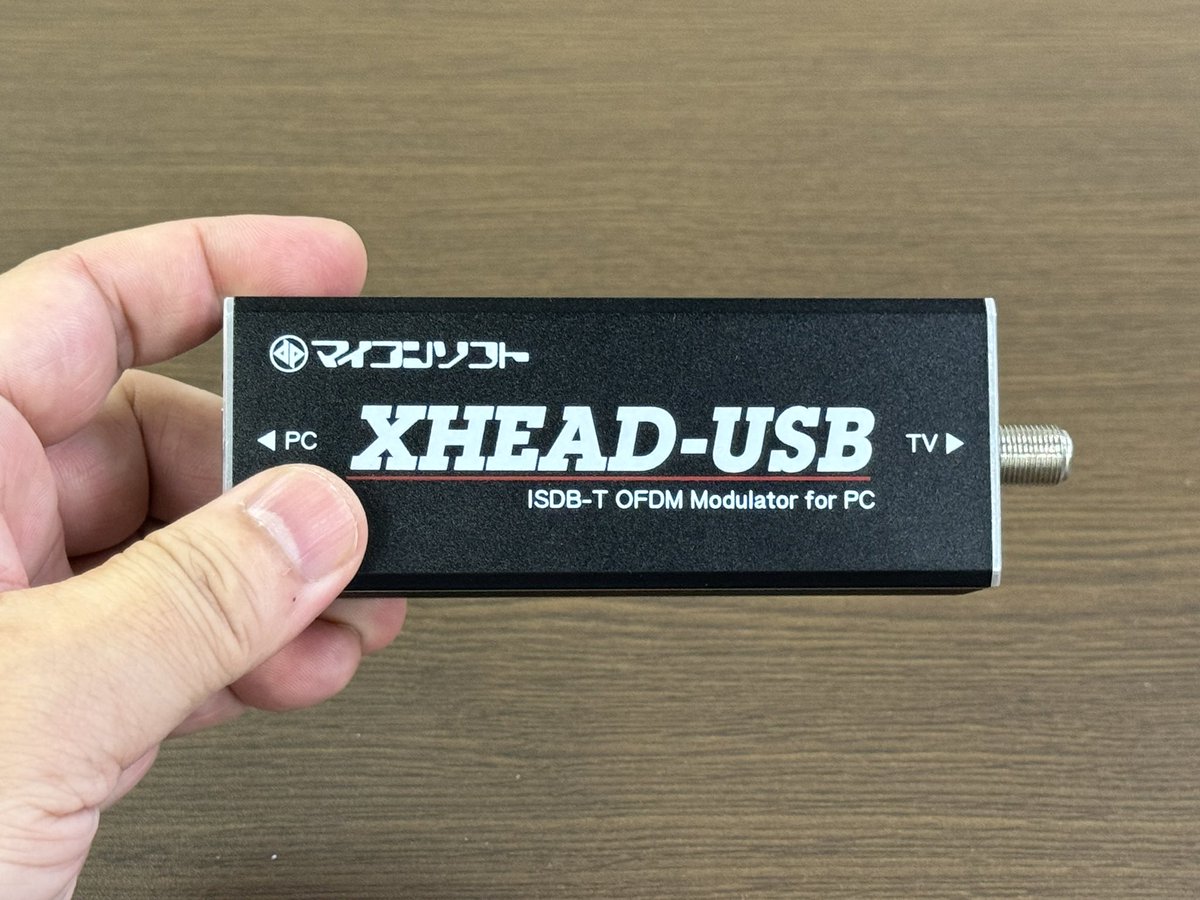 マイコンソフト
◀ PC
XHEAD-USB
TV ▶
ISDB-T OFDM Modulator for PC